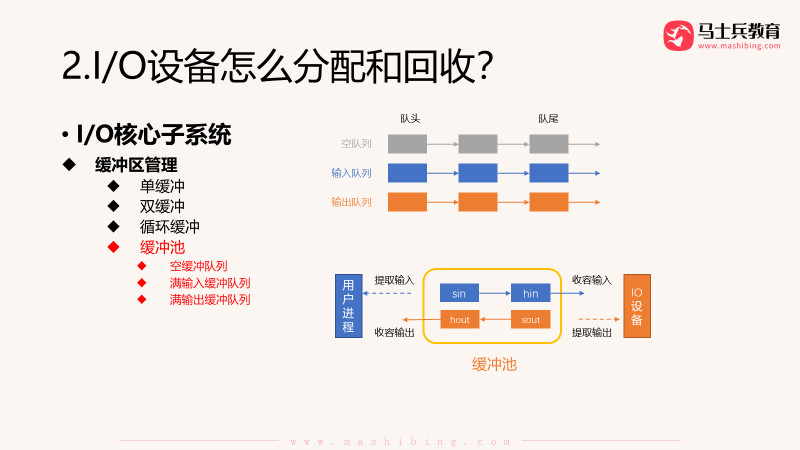 马士兵教育
www.mashibing.com
2.I/O设备怎么分配和回收？
• I/O核心子系统
◆ 缓冲区管理
◆ 单缓冲
◆ 双缓冲
◆ 循环缓冲
◆ 缓冲池
◆ 空缓冲队列
◆ 满输入缓冲队列
◆ 满输出缓冲队列
队头 队尾
空队列
输入队列
输出队列
用户进程
提取输入
收容输出
sin hin
hout sout
收容输入
提取输出
IO设备
缓冲池
www.mashibing.com